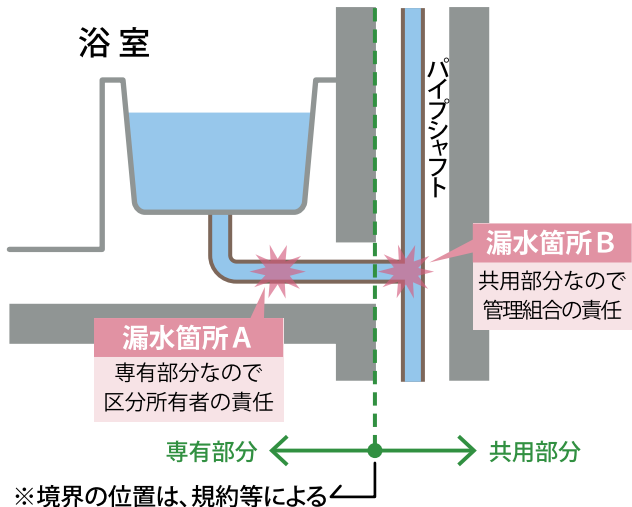 浴室
パイプシャフト
漏水箇所B
共用部分なので
管理組合の責任
漏水箇所A
専有部分なので
区分所有者の責任
専有部分
共用部分
※境界の位置は、規約等による